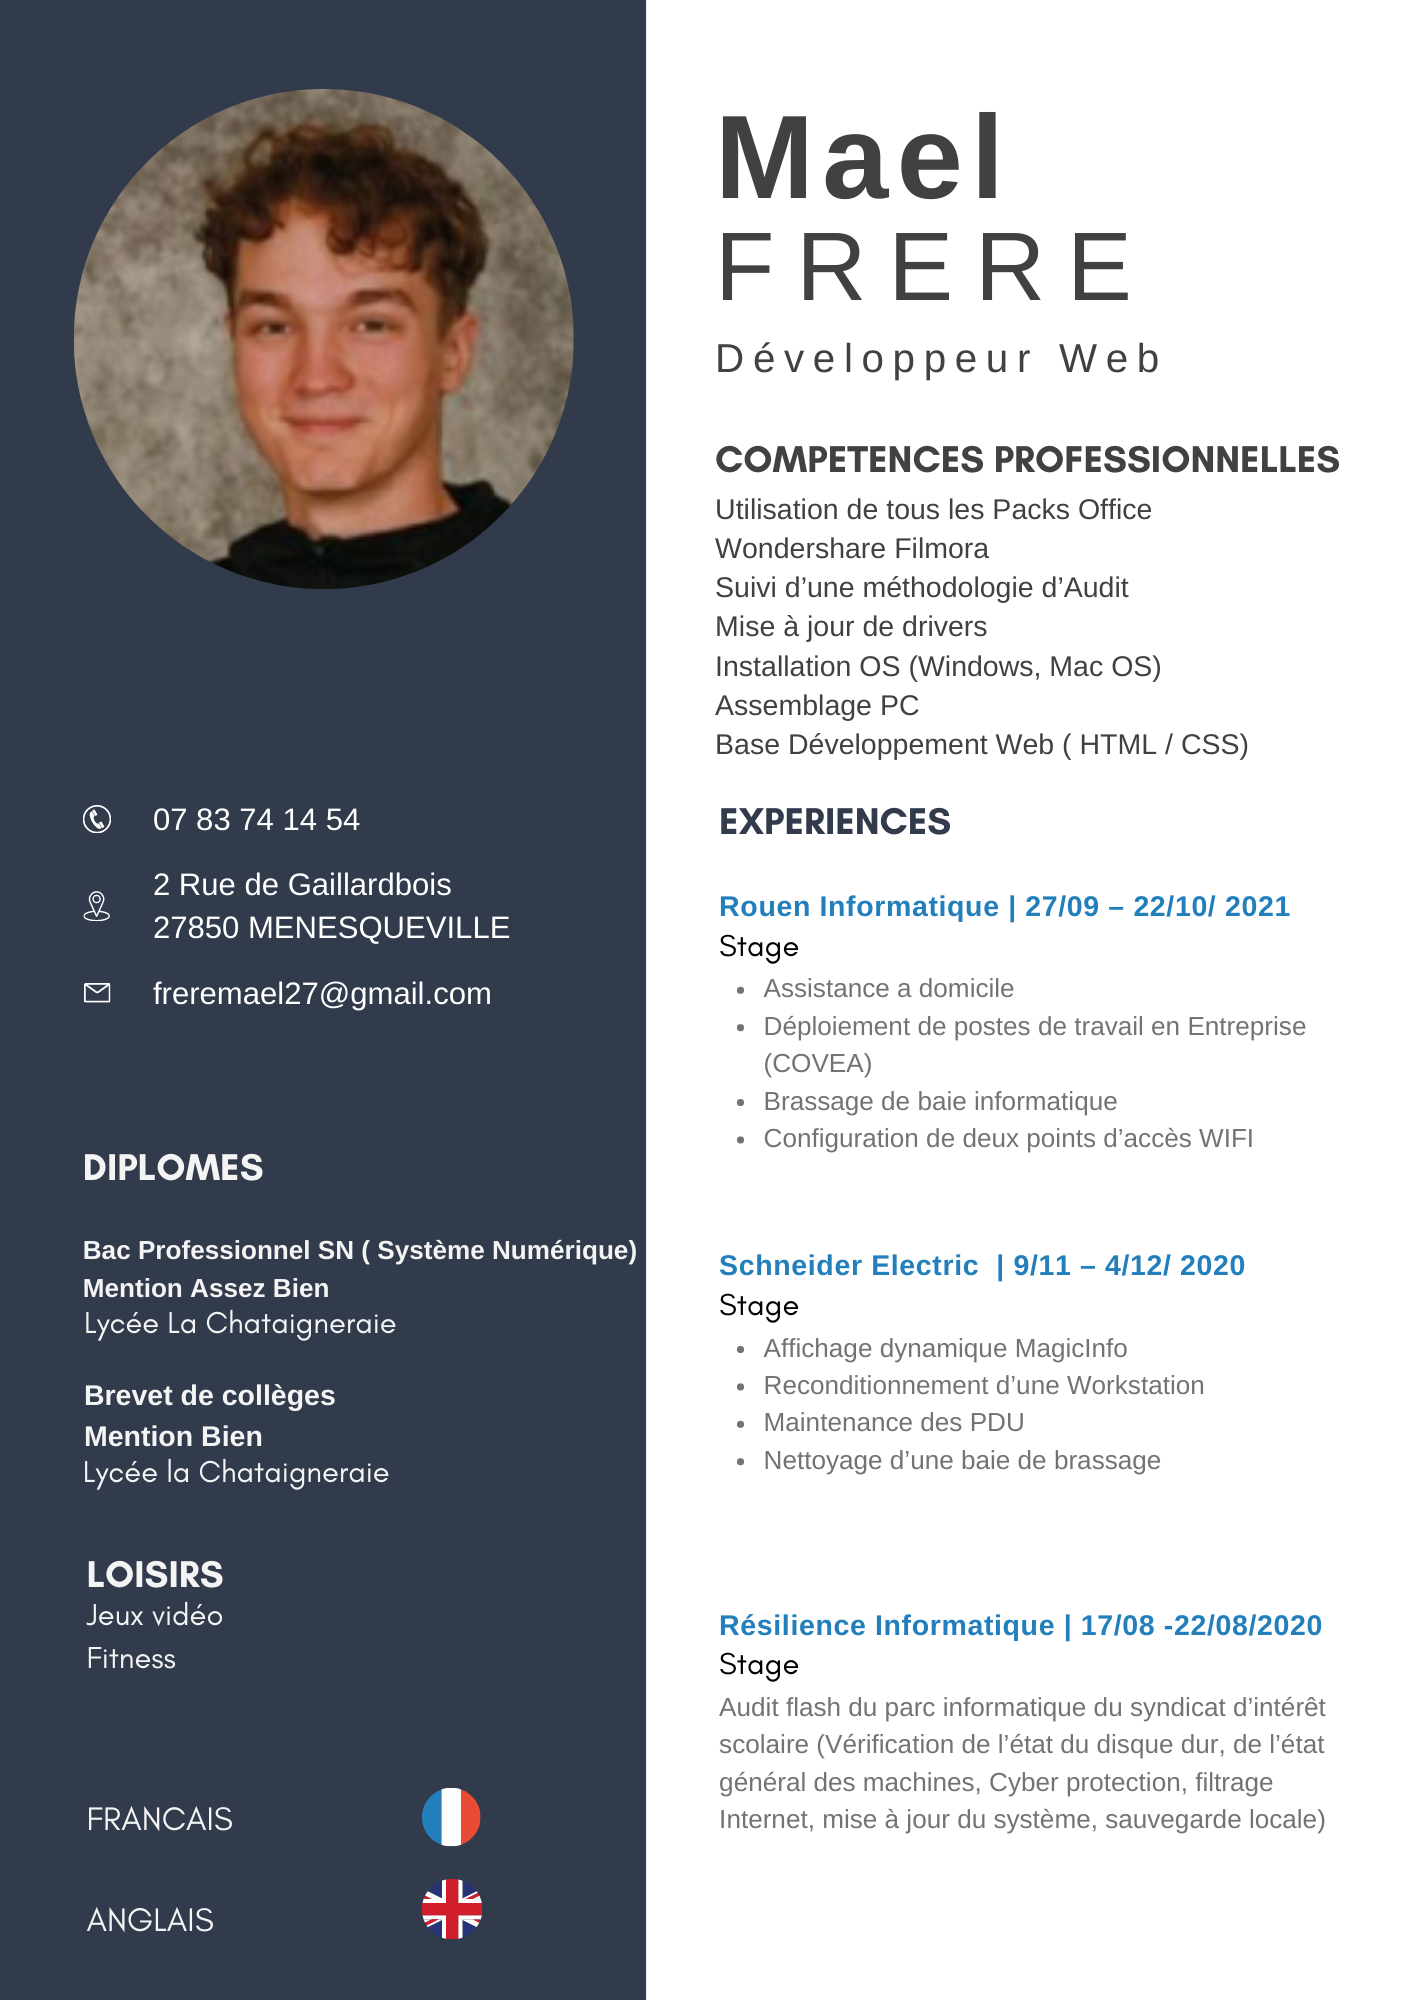 Mael
FRERE
Développeur Web
COMPETENCES PROFESSIONNELLES
Utilisation de tous les Packs Office
Wondershare Filmora
Suivi d’une méthodologie d’Audit
Mise à jour de drivers
Installation OS (Windows, Mac OS)
Assemblage PC
Base Développement Web ( HTML / CSS)
07 83 74 14 54
2 Rue de Gaillardbois
27850 MENESQUEVILLE
freremael27@gmail.com
DIPLOMES
Bac Professionnel SN ( Système Numérique)
Mention Assez Bien
Lycée La Chataigneraie
Brevet de collèges
Mention Bien
Lycée la Chataigneraie
LOISIRS
Jeux vidéo
Fitness
FRANCAIS
ANGLAIS
EXPERIENCES
Rouen Informatique | 27/09 – 22/10/ 2021
Stage
• Assistance a domicile
• Déploiement de postes de travail en Entreprise
(COVEA)
• Brassage de baie informatique
• Configuration de deux points d’accès WIFI
Schneider Electric  | 9/11 – 4/12/ 2020
Stage
• Affichage dynamique MagicInfo
• Reconditionnement d’une Workstation
• Maintenance des PDU
• Nettoyage d’une baie de brassage
Résilience Informatique | 17/08 -22/08/2020
Stage
Audit flash du parc informatique du syndicat d’intérêt
scolaire (Vérification de l’état du disque dur, de l’état
général des machines, Cyber protection, filtrage
Internet, mise à jour du système, sauvegarde locale)